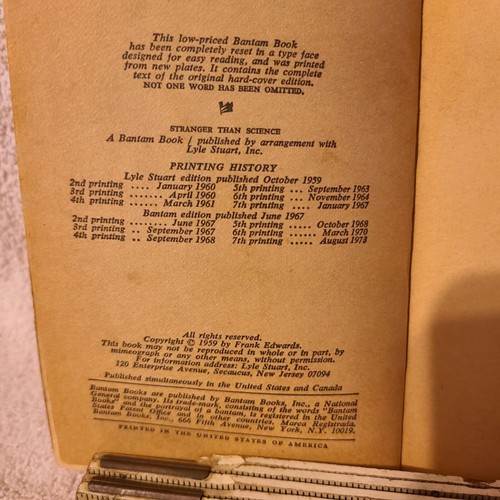 This low-priced Bantam Book
has been completely reset in a type face
designed for easy reading, and was printed
from new plates. It contains the complete
text of the original hard-cover edition.
NOT ONE WORD HAS BEEN OMITTED.
STRANGER THAN SCIENCE
A Bantam Book / published by arrangement with
Lyle Stuart, Inc.
PRINTING HISTORY
Lyle Stuart edition published October 1959
2nd printing .... January 1960 5th printing ... September 1963
3rd printing ........ April 1960 6th printing ... November 1964
4th printing ...... March 1961 7th printing .... January 1967
Bantam edition published June 1967
2nd printing ........ June 1967 5th printing ..... October 1968
3rd printing .. September 1967 6th printing ...... March 1970
4th printing .. September 1968 7th printing ..... August 1973
All rights reserved.
Copyright © 1959 by Frank Edwards.
This book may not be reproduced in whole or in part, by
mimeograph or any other means, without permission.
For information address: Lyle Stuart, Inc.
120 Enterprise Avenue, Secaucus, New Jersey 07094
Published simultaneously in the United States and Canada
Bantam Books are published by Bantam Books, Inc., a National
General company. Its trade-mark, consisting of the words "Bantam
Books" and the portrayal of a bantam, is registered in the United
States Patent Office and in other countries. Marca Registrada.
Bantam Books, Inc., 666 Fifth Avenue, New York, N.Y. 10019.
PRINTED IN THE UNITED STATES OF AMERICA